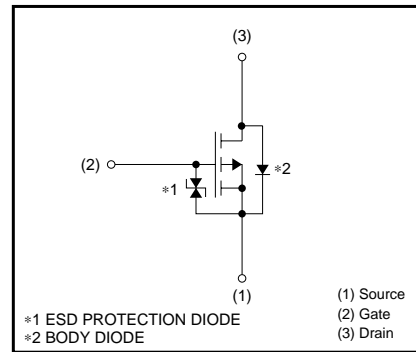 (3)
(2)
∗1
∗2
(1)
∗1 ESD PROTECTION DIODE
∗2 BODY DIODE
(1) Source
(2) Gate
(3) Drain